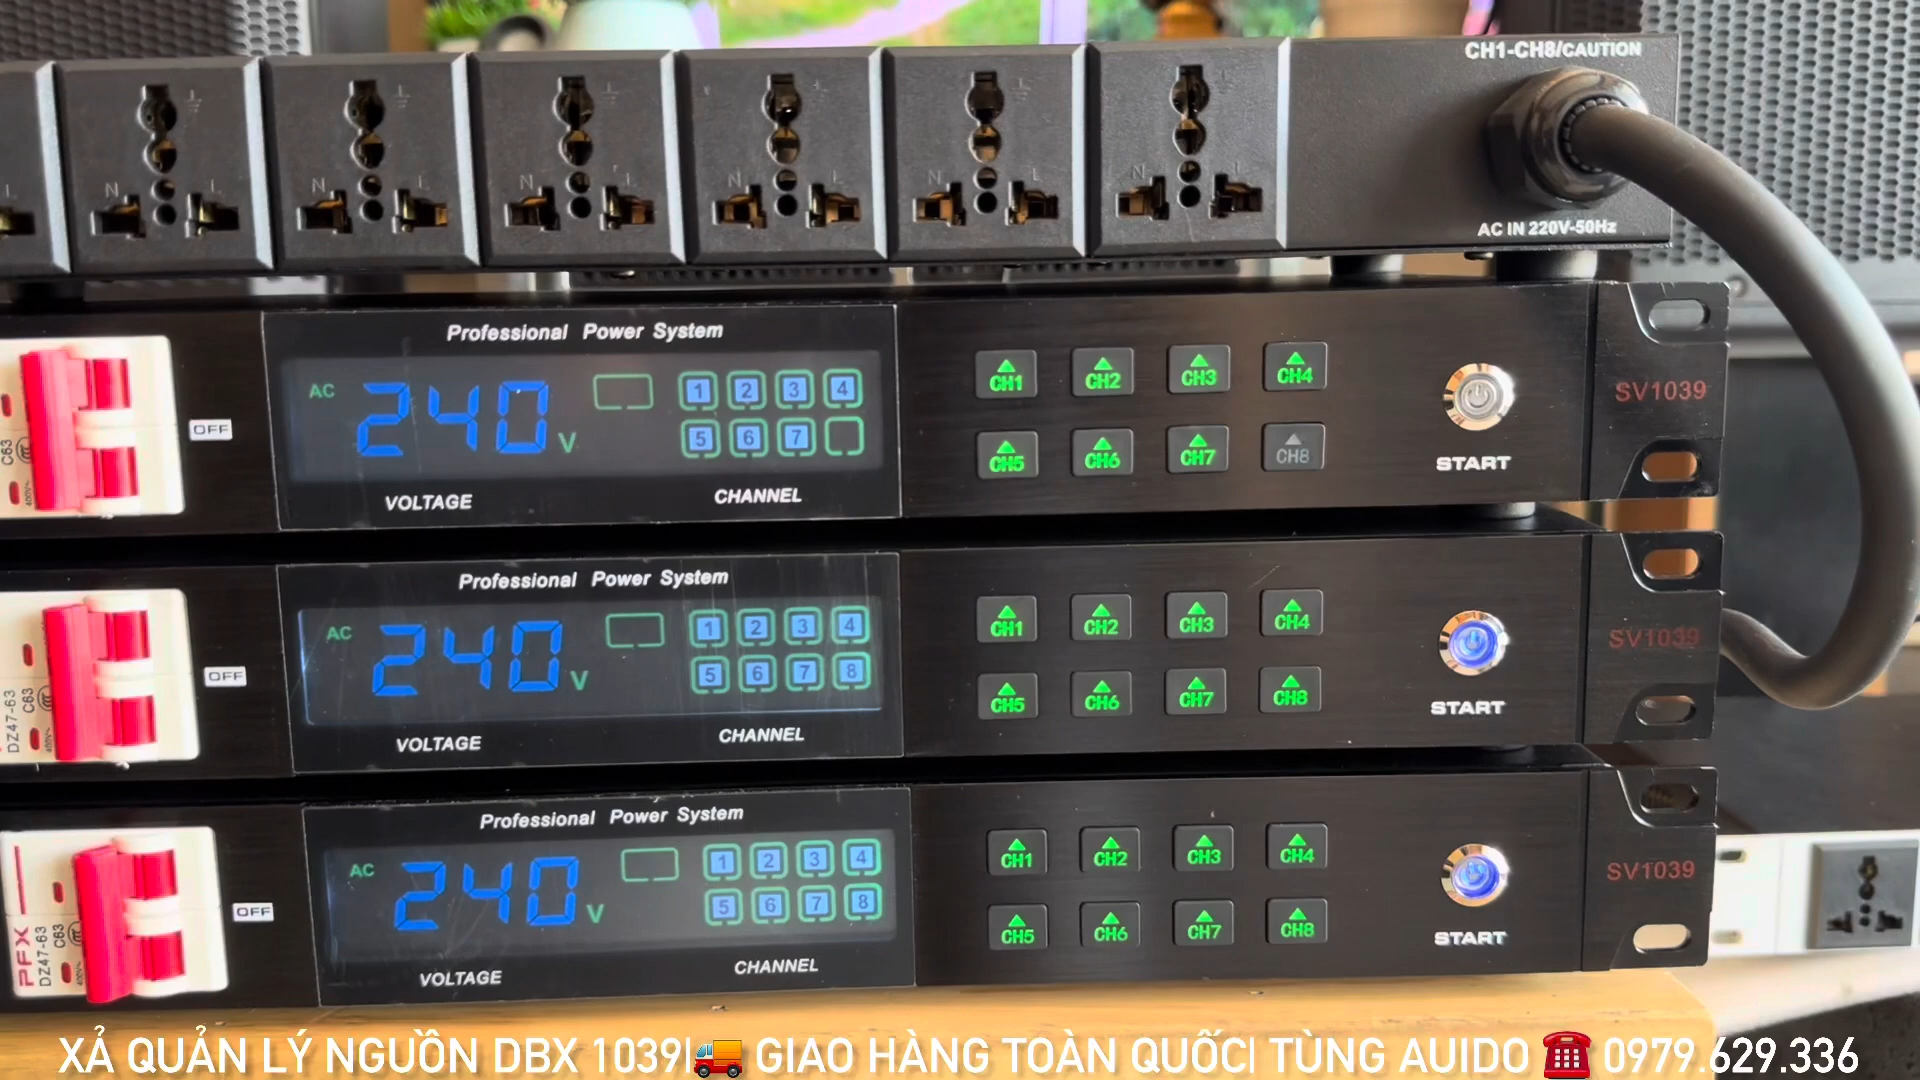 CH1-CH8/CAUTION
N L N L N L N L N L N L
AC IN 220V-50Hz
Professional Power System
AC 240 V
1 2 3 4
5 6 7
VOLTAGE CHANNEL
OFF
C63
400V~
CH1 CH2 CH3 CH4
CH5 CH6 CH7 CH8
START
SV1039
Professional Power System
AC 240 V
1 2 3 4
5 6 7 8
VOLTAGE CHANNEL
OFF
DZ47-63
C63
400V~
CH1 CH2 CH3 CH4
CH5 CH6 CH7 CH8
START
SV1039
Professional Power System
AC 240 V
1 2 3 4
5 6 7 8
VOLTAGE CHANNEL
OFF
PFX
DZ47-63
C63
400V~
CH1 CH2 CH3 CH4
CH5 CH6 CH7 CH8
START
SV1039
XẢ QUẢN LÝ NGUỒN DBX 1039|🚚 GIAO HÀNG TOÀN QUỐC| TÙNG AUIDO ☎️ 0979.629.336